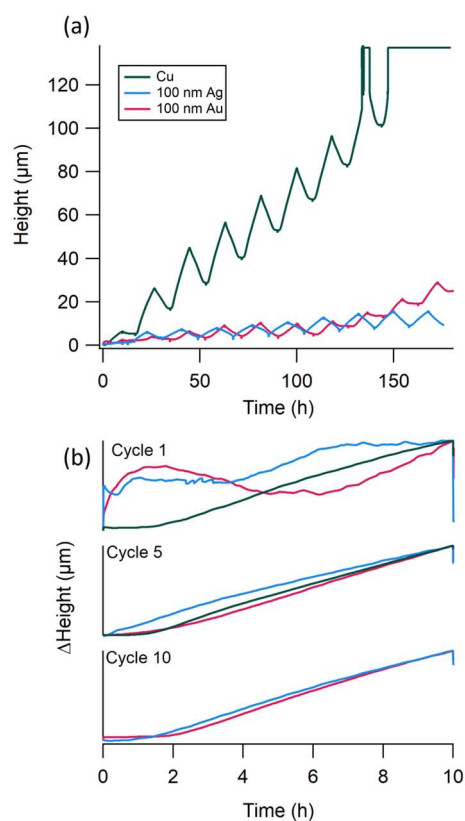 (a)
Cu
100 nm Ag
100 nm Au
Height (µm)
120
100
80
60
40
20
0
0 50 100 150
Time (h)
(b)
Cycle 1
Cycle 5
Cycle 10
ΔHeight (µm)
0 2 4 6 8 10
Time (h)